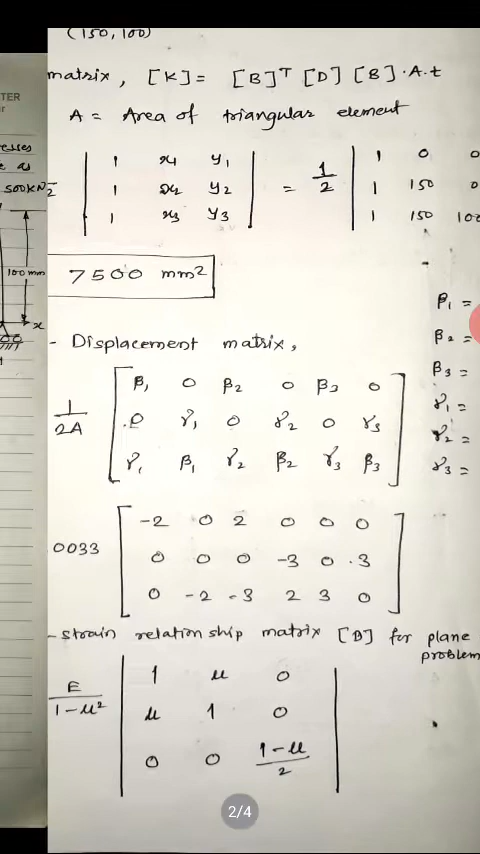 (150, 100)
matrix, [K] = [B]ᵀ [D] [B] . A. t
TER
A = Area of triangular element
500KN
| 1 x₁ y₁ | = 1/2 | 1 0 0
| 1 x₂ y₂ | | 1 150 0
| 1 x₃ y₃ | | 1 150 100
100 mm
7500 mm²
x
β₁ =
β₂ =
β₃ =
γ₁ =
γ₂ =
γ₃ =
- Displacement matrix,
1/2A [ β₁ 0 β₂ 0 β₃ 0 ]
[ 0 γ₁ 0 γ₂ 0 γ₃ ]
[ γ₁ β₁ γ₂ β₂ γ₃ β₃ ]
0033 [ -2 0 2 0 0 0 ]
[ 0 0 0 -3 0 .3 ]
[ 0 -2 -3 2 3 0 ]
-strain relationship matrix [D] for plane
problem
E/1-μ² | 1 μ 0 |
| μ 1 0 |
| 0 0 1-μ/2 |
2/4